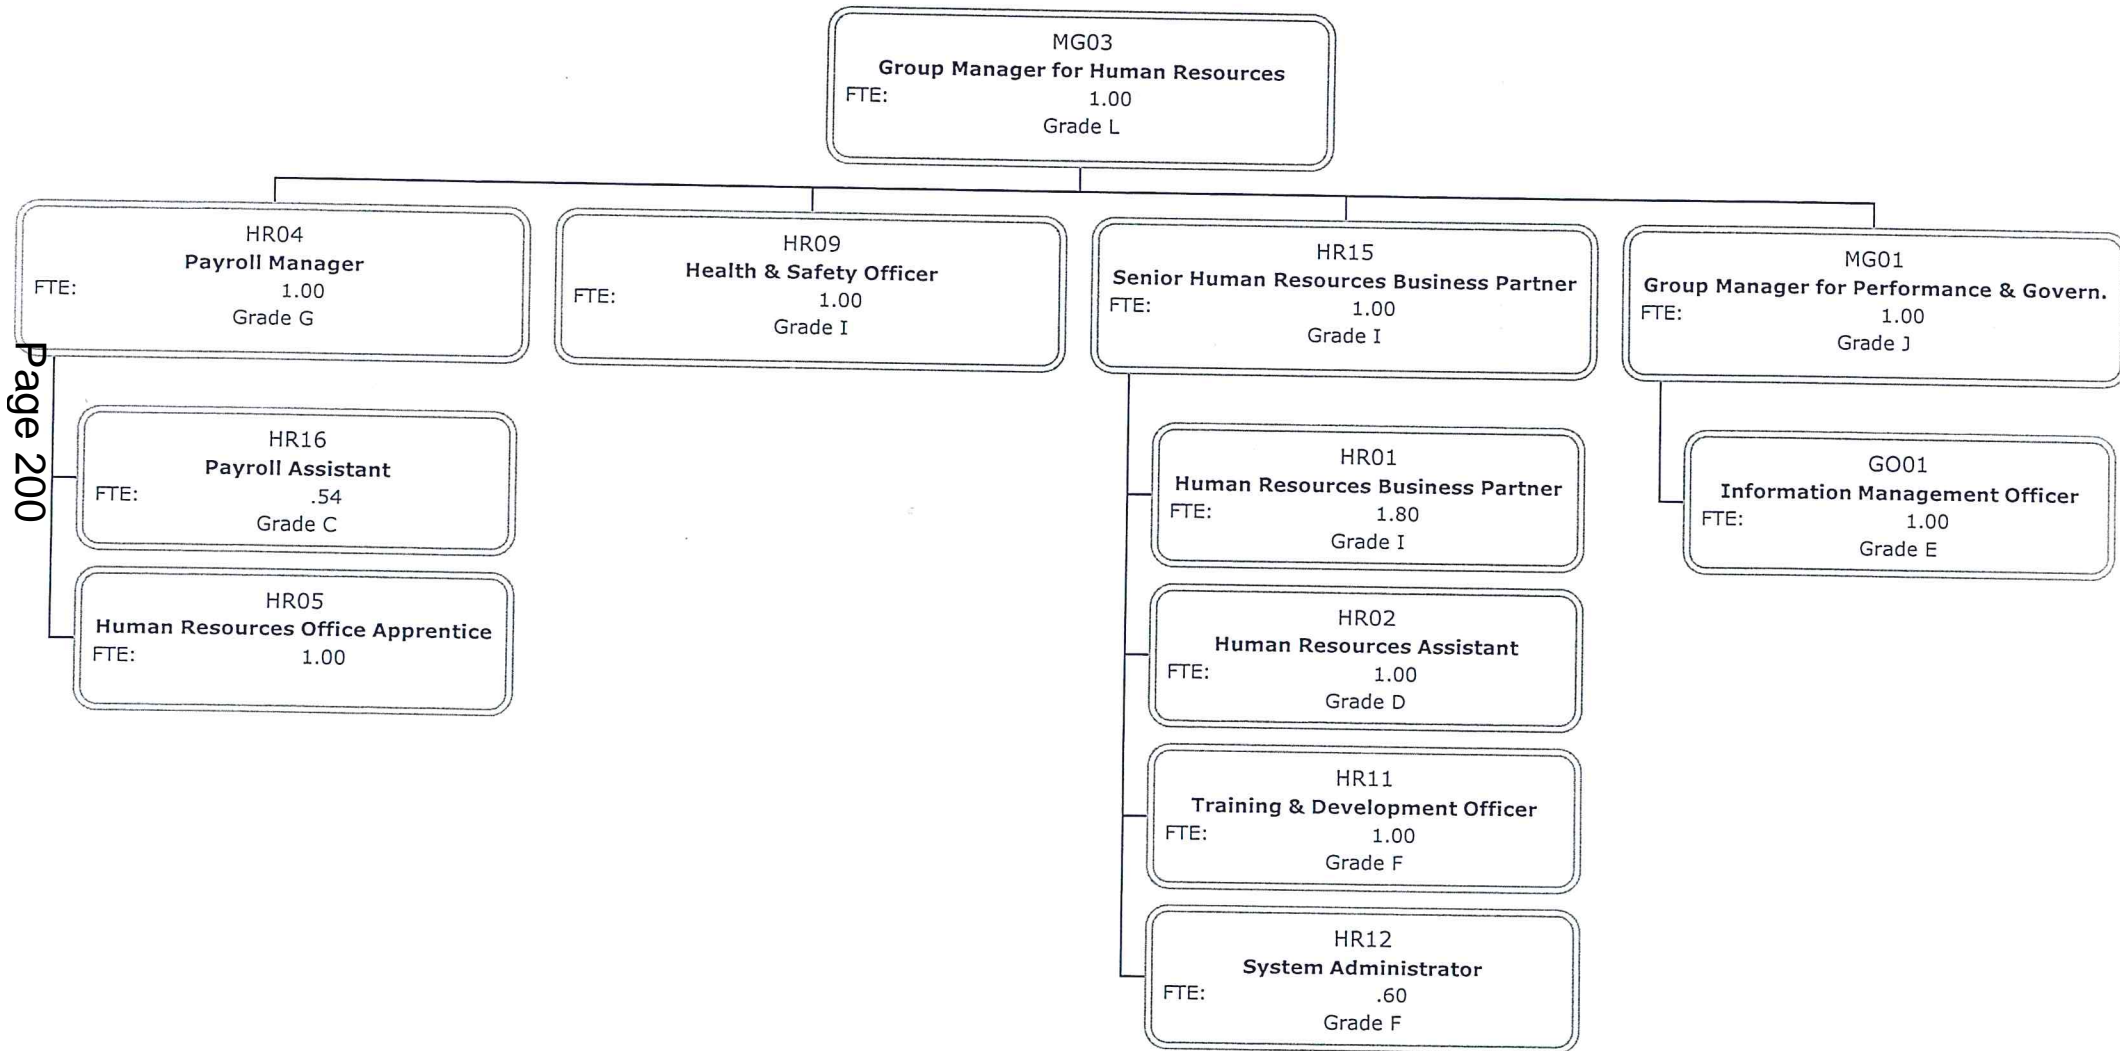 MG03
Group Manager for Human Resources
FTE: 1.00
Grade L
HR04
Payroll Manager
FTE: 1.00
Grade G
HR09
Health & Safety Officer
FTE: 1.00
Grade I
HR15
Senior Human Resources Business Partner
FTE: 1.00
Grade I
MG01
Group Manager for Performance & Govern.
FTE: 1.00
Grade J
HR16
Payroll Assistant
FTE: .54
Grade C
HR05
Human Resources Office Apprentice
FTE: 1.00
HR01
Human Resources Business Partner
FTE: 1.80
Grade I
HR02
Human Resources Assistant
FTE: 1.00
Grade D
HR11
Training & Development Officer
FTE: 1.00
Grade F
HR12
System Administrator
FTE: .60
Grade F
GO01
Information Management Officer
FTE: 1.00
Grade E
Page 200